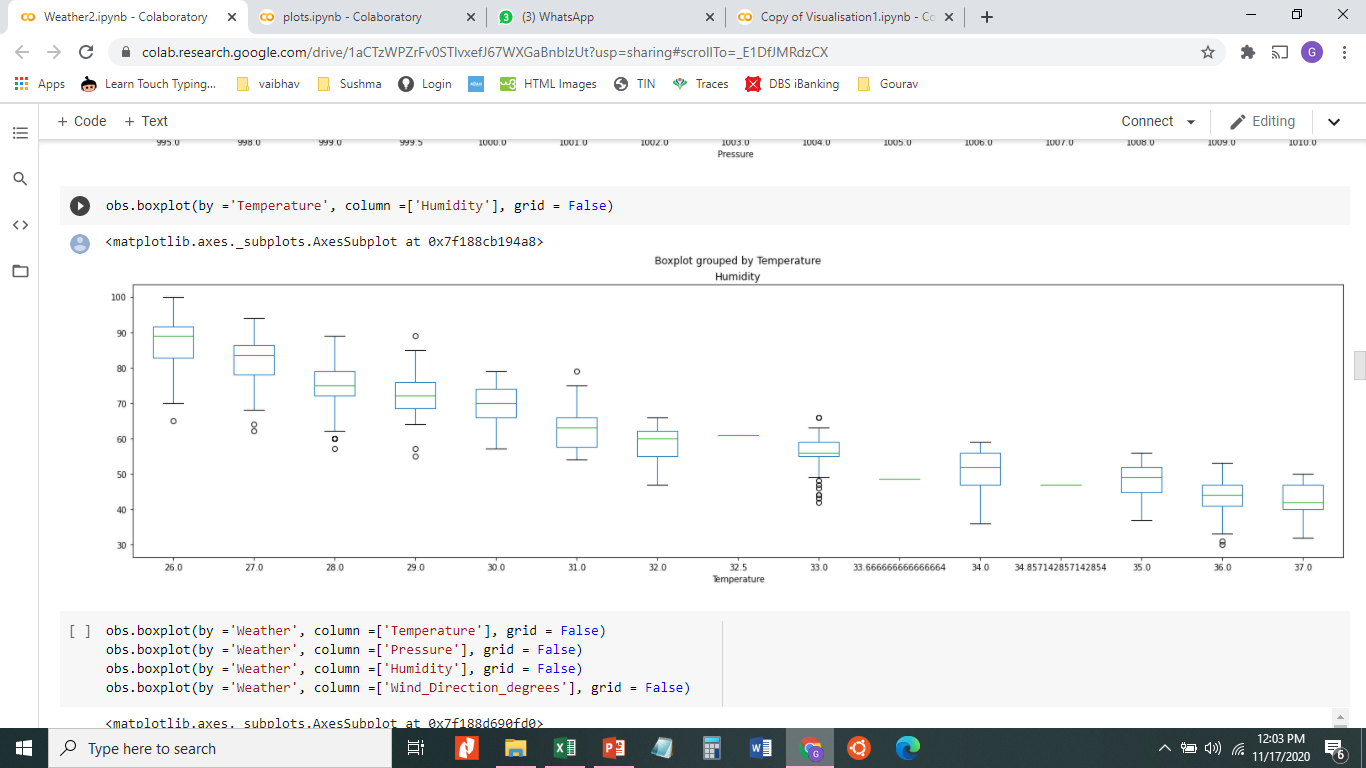 Weather2.ipynb - Colaboratory
plots.ipynb - Colaboratory
(3) WhatsApp
Copy of Visualisation1.ipynb - Co
colab.research.google.com/drive/1aCTzWPZrFv0STIvxefJ67WXGaBnbIzUt?usp=sharing#scrollTo=_E1DfJMRdzCX
G
Apps
Learn Touch Typing...
vaibhav
Sushma
Login
HTML Images
TIN
Traces
DBS iBanking
Gourav
+ Code + Text
Connect
Editing
995.0 998.0 999.0 999.5 1000.0 1001.0 1002.0 1003.0 1004.0 1005.0 1006.0 1007.0 1008.0 1009.0 1010.0
Pressure
obs.boxplot(by ='Temperature', column =['Humidity'], grid = False)
<matplotlib.axes._subplots.AxesSubplot at 0x7f188cb194a8>
Boxplot grouped by Temperature
Humidity
100
90
80
70
60
50
40
30
26.0 27.0 28.0 29.0 30.0 31.0 32.0 32.5 33.0 33.666666666666664 34.0 34.857142857142854 35.0 36.0 37.0
Temperature
[ ] obs.boxplot(by ='Weather', column =['Temperature'], grid = False)
obs.boxplot(by ='Weather', column =['Pressure'], grid = False)
obs.boxplot(by ='Weather', column =['Humidity'], grid = False)
obs.boxplot(by ='Weather', column =['Wind_Direction_degrees'], grid = False)
<matplotlib.axes._subplots.AxesSubplot at 0x7f188d690fd0>
Type here to search
12:03 PM
11/17/2020
6